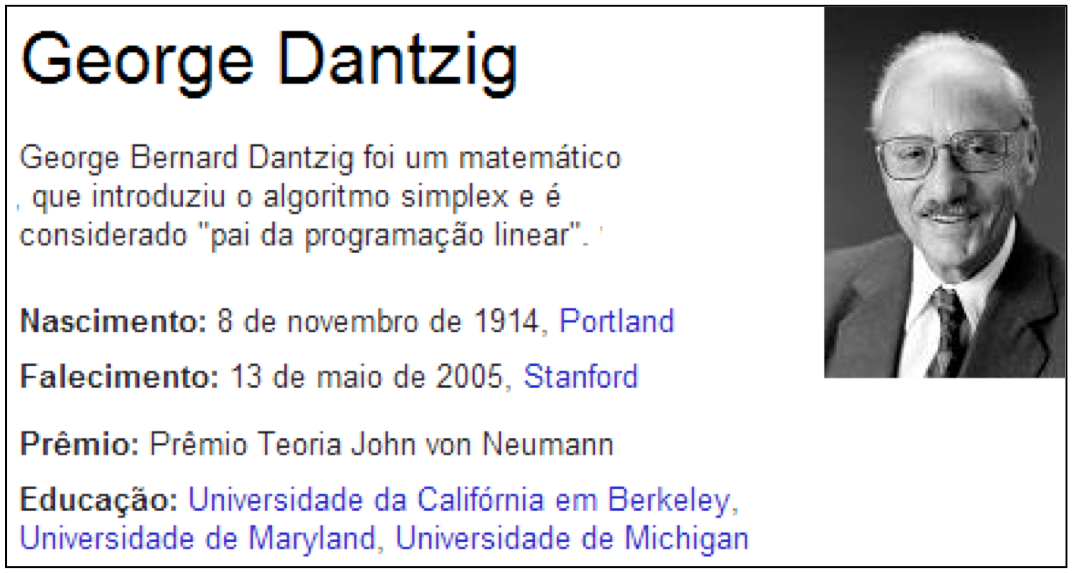 George Dantzig
George Bernard Dantzig foi um matemático
, que introduziu o algoritmo simplex e é
considerado "pai da programação linear". '
Nascimento: 8 de novembro de 1914, Portland
Falecimento: 13 de maio de 2005, Stanford
Prêmio: Prêmio Teoria John von Neumann
Educação: Universidade da Califórnia em Berkeley,
Universidade de Maryland, Universidade de Michigan